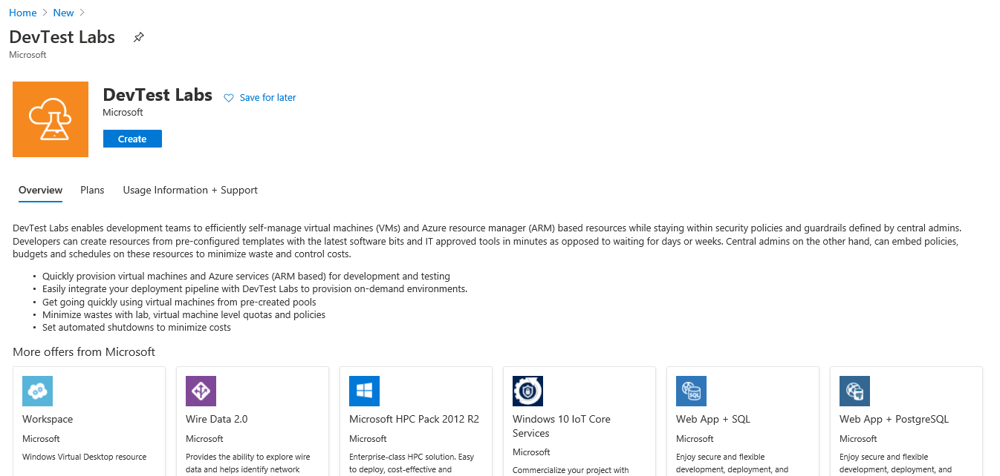 Home > New >
DevTest Labs
Microsoft
DevTest Labs Save for later
Microsoft
Create
Overview Plans Usage Information + Support
DevTest Labs enables development teams to efficiently self-manage virtual machines (VMs) and Azure resource manager (ARM) based resources while staying within security policies and guardrails defined by central admins.
Developers can create resources from pre-configured templates with the latest software bits and IT approved tools in minutes as opposed to waiting for days or weeks. Central admins on the other hand, can embed policies,
budgets and schedules on these resources to minimize waste and control costs.
• Quickly provision virtual machines and Azure services (ARM based) for development and testing
• Easily integrate your deployment pipeline with DevTest Labs to provision on-demand environments.
• Get going quickly using virtual machines from pre-created pools
• Minimize wastes with lab, virtual machine level quotas and policies
• Set automated shutdowns to minimize costs
More offers from Microsoft
Workspace
Microsoft
Windows Virtual Desktop resource
Wire Data 2.0
Microsoft
Provides the ability to explore wire
data and helps identify network
Microsoft HPC Pack 2012 R2
Microsoft
Enterprise-class HPC solution. Easy
to deploy, cost-effective and
Windows 10 IoT Core
Services
Microsoft
Commercialize your project with
SQL
Web App + SQL
Microsoft
Enjoy secure and flexible
development, deployment, and
Web App + PostgreSQL
Microsoft
Enjoy secure and flexible
development, deployment, and